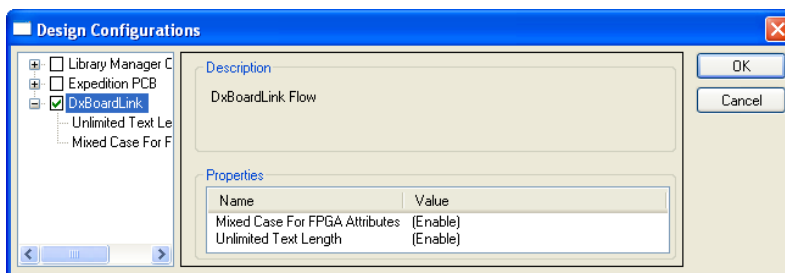 Design Configurations
Library Manager C
Expedition PCB
DxBoardLink
Unlimited Text Le
Mixed Case For F
Description
DxBoardLink Flow
Properties
Name Value
Mixed Case For FPGA Attributes (Enable)
Unlimited Text Length (Enable)
OK
Cancel